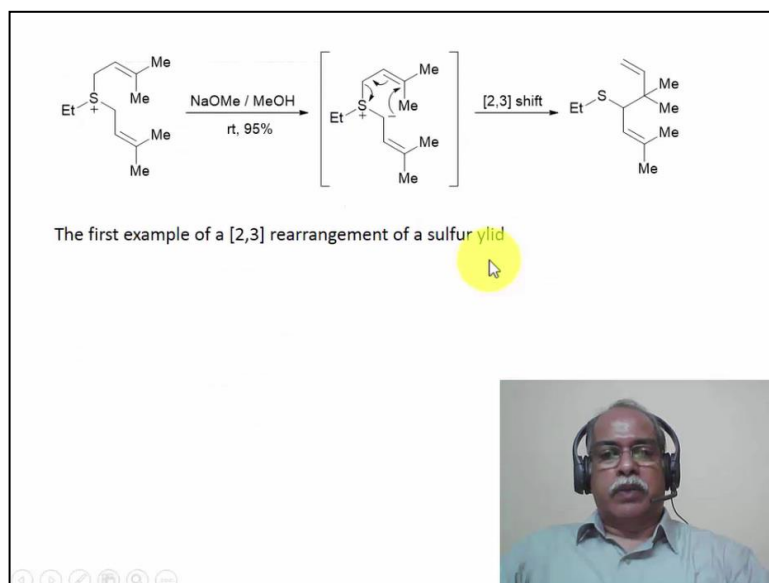 Me
Me
S
+
Et
Me
Me
NaOMe / MeOH
rt, 95%
Me
Me
S
+
Et
–
Me
Me
[2,3] shift
Et
S
Me
Me
Me
Me
The first example of a [2,3] rearrangement of a sulfur ylid